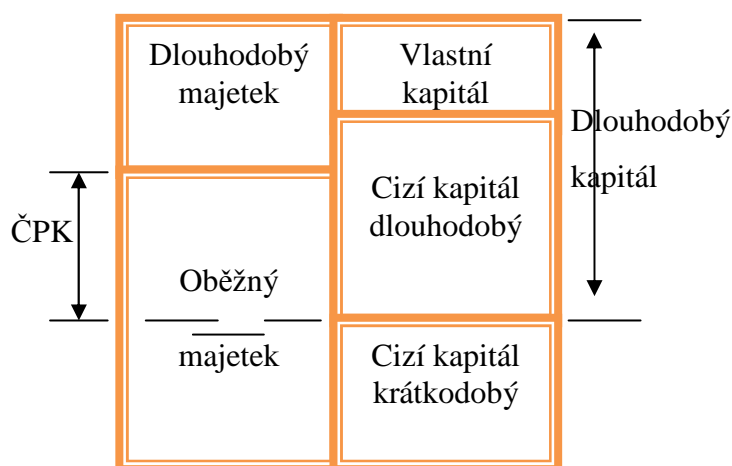 Dlouhodobý
majetek
Vlastní
kapitál
Dlouhodobý
kapitál
Cizí kapitál
dlouhodobý
ČPK
Oběžný
majetek
Cizí kapitál
krátkodobý